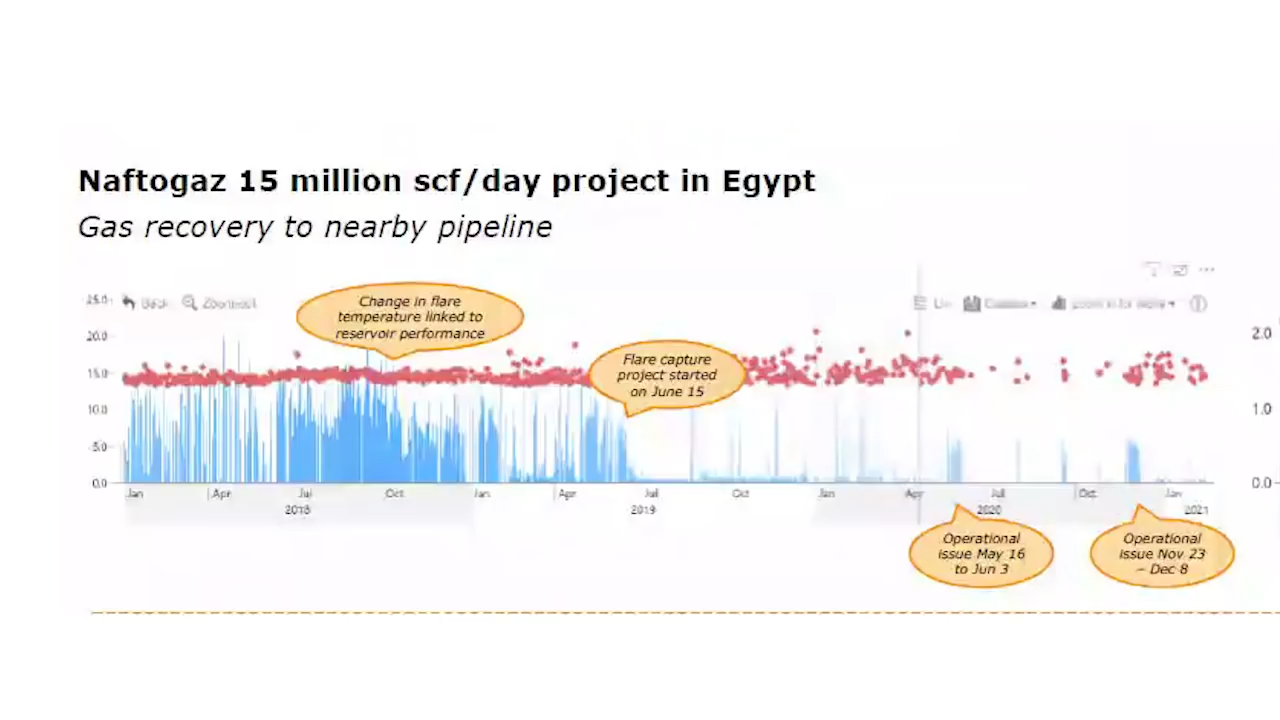 Naftogaz 15 million scf/day project in Egypt
Gas recovery to nearby pipeline
25.0
Back
Zoom out
20.0
15.0
10.0
5.0
0.0
2.0
1.0
0.0
Change in flare
temperature linked to
reservoir performance
Flare capture
project started
on June 15
Jan Apr Jul Oct Jan Apr Jul Oct Jan Apr Jul Oct Jan
2018 2019 2020 2021
Operational
issue May 16
to Jun 3
Operational
issue Nov 23
– Dec 8